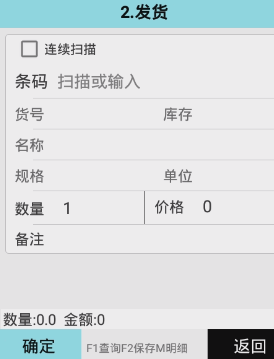 2.发货
连续扫描
条码 扫描或输入
货号 库存
名称
规格 单位
数量 1 价格 0
备注
数量:0.0 金额:0
确定 F1查询F2保存M明细 返回